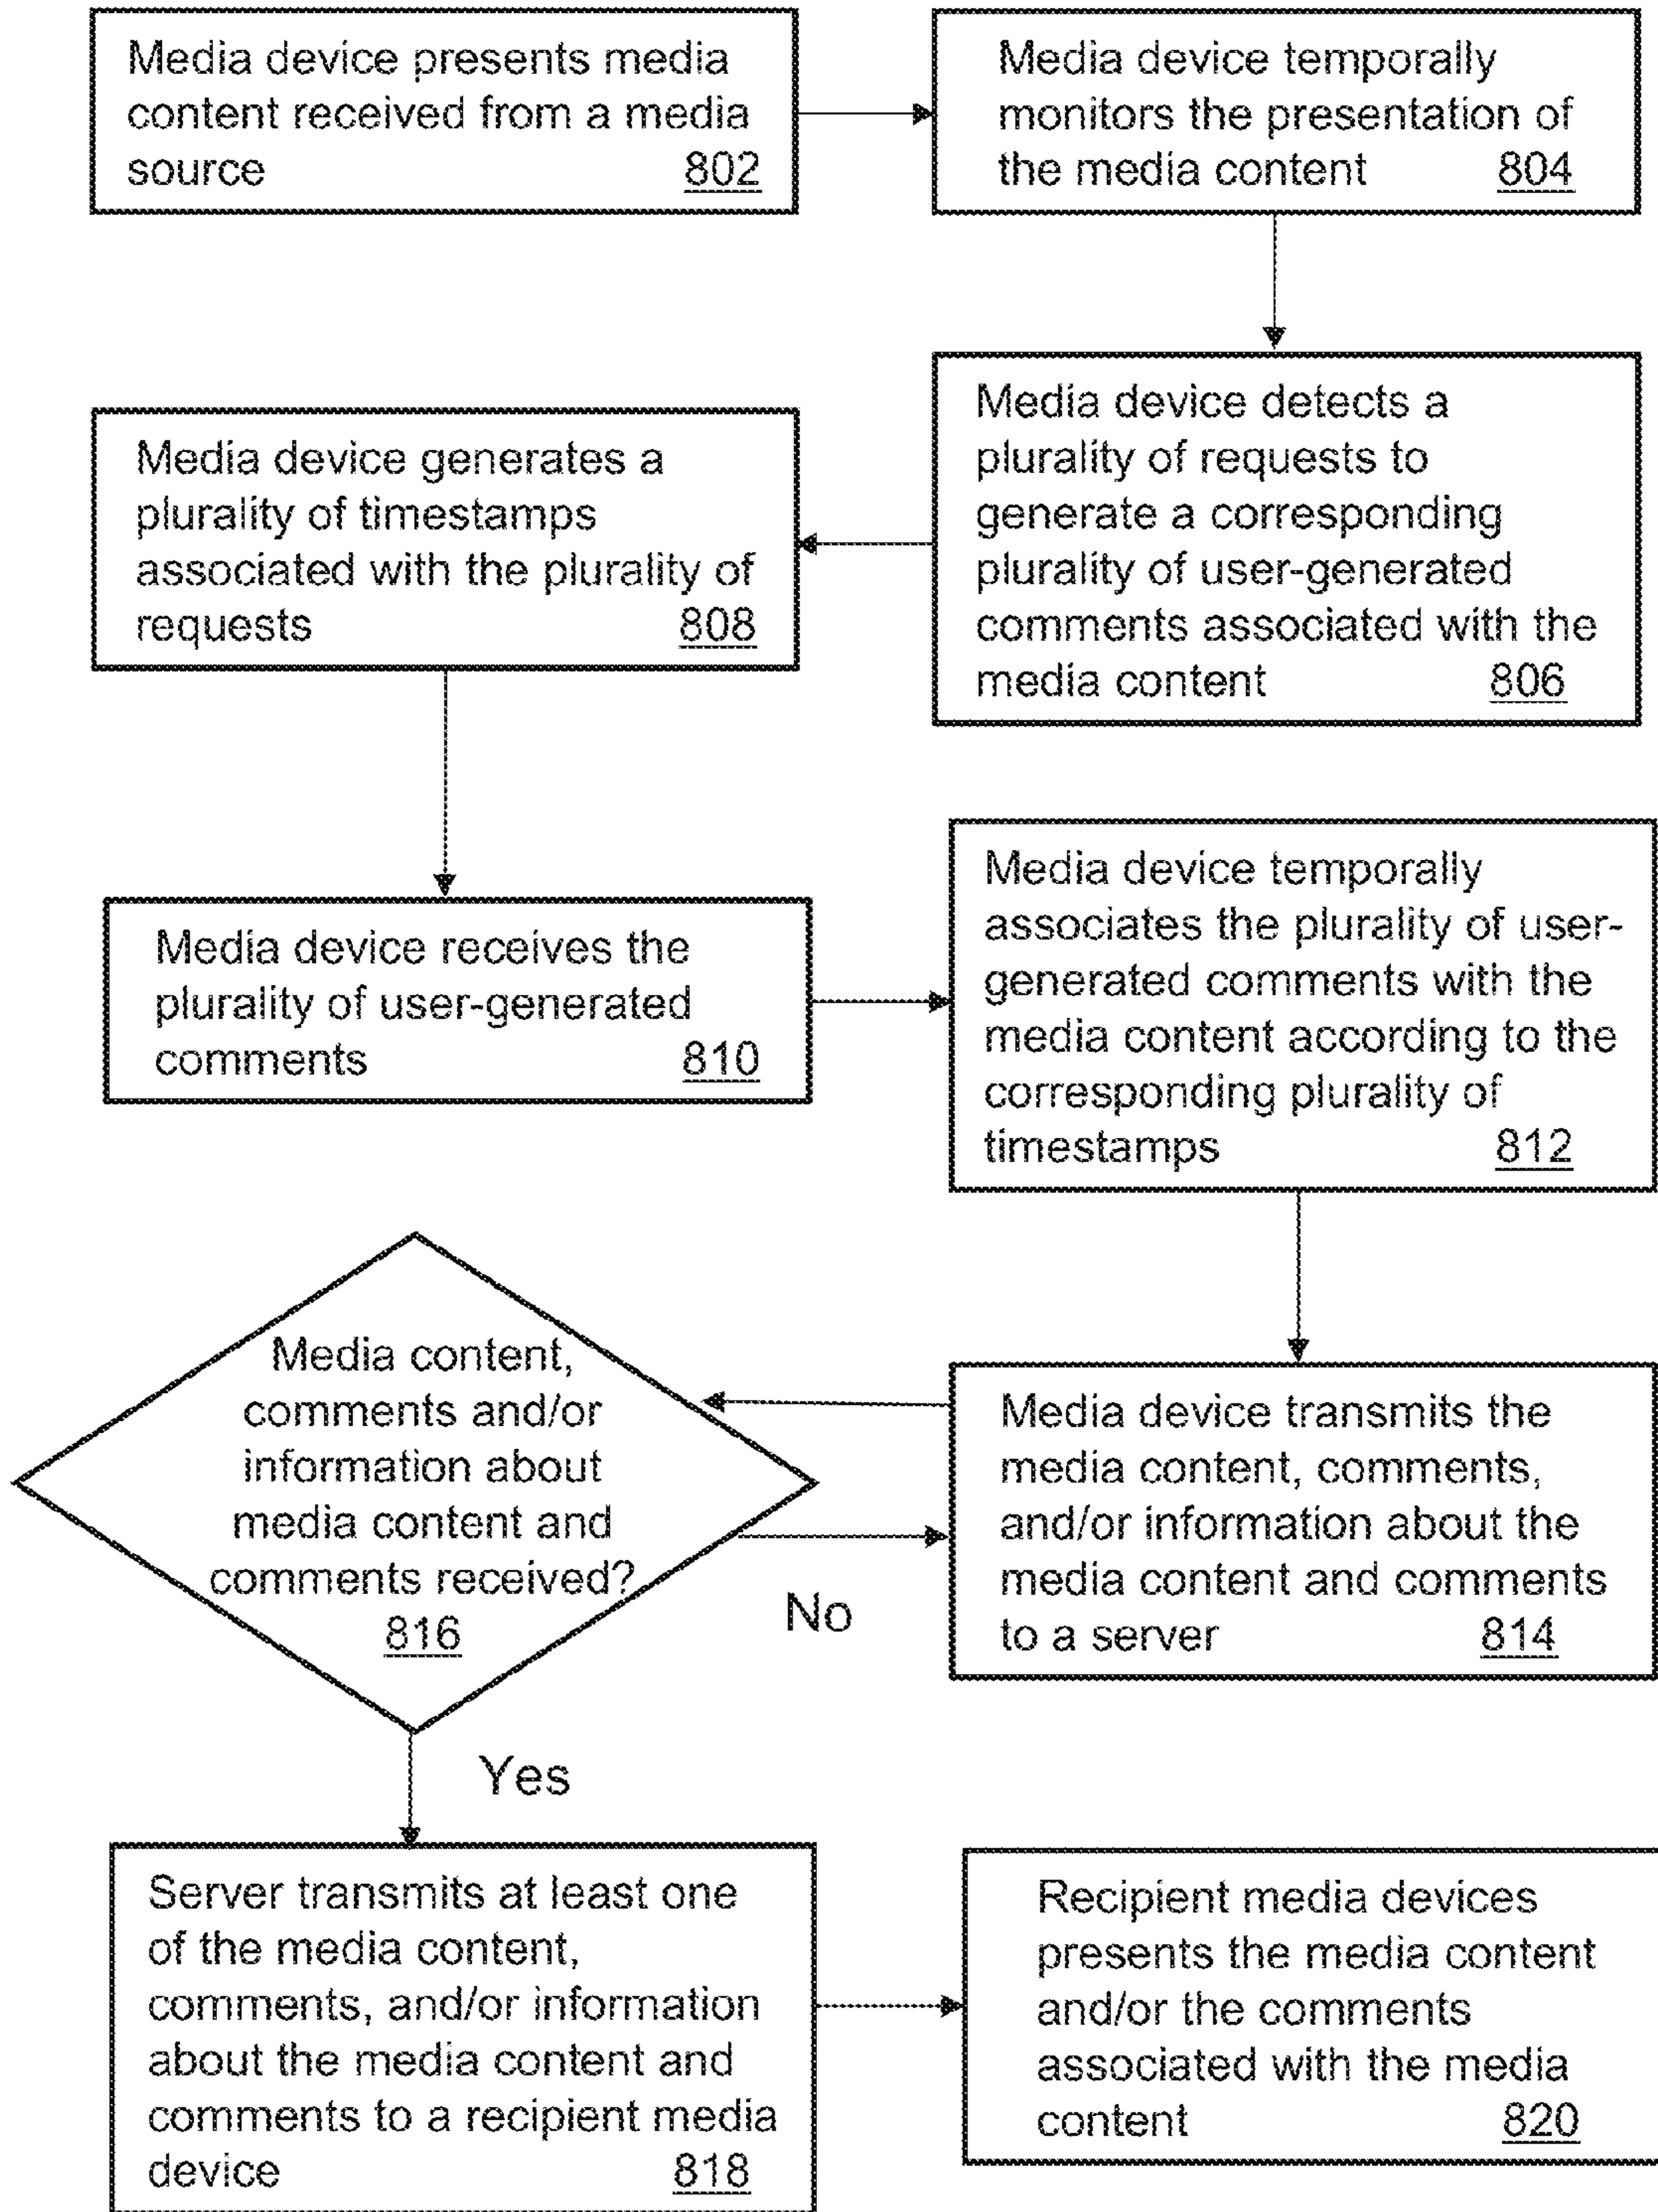 Media device presents media
content received from a media
source 802
Media device temporally
monitors the presentation of
the media content 804
Media device detects a
plurality of requests to
generate a corresponding
plurality of user-generated
comments associated with the
media content 806
Media device generates a
plurality of timestamps
associated with the plurality of
requests 808
Media device receives the
plurality of user-generated
comments 810
Media device temporally
associates the plurality of user-
generated comments with the
media content according to the
corresponding plurality of
timestamps 812
Media device transmits the
media content, comments,
and/or information about the
media content and comments
to a server 814
Media content,
comments and/or
information about
media content and
comments received?
816
No
Yes
Server transmits at least one
of the media content,
comments, and/or information
about the media content and
comments to a recipient media
device 818
Recipient media devices
presents the media content
and/or the comments
associated with the media
content 820